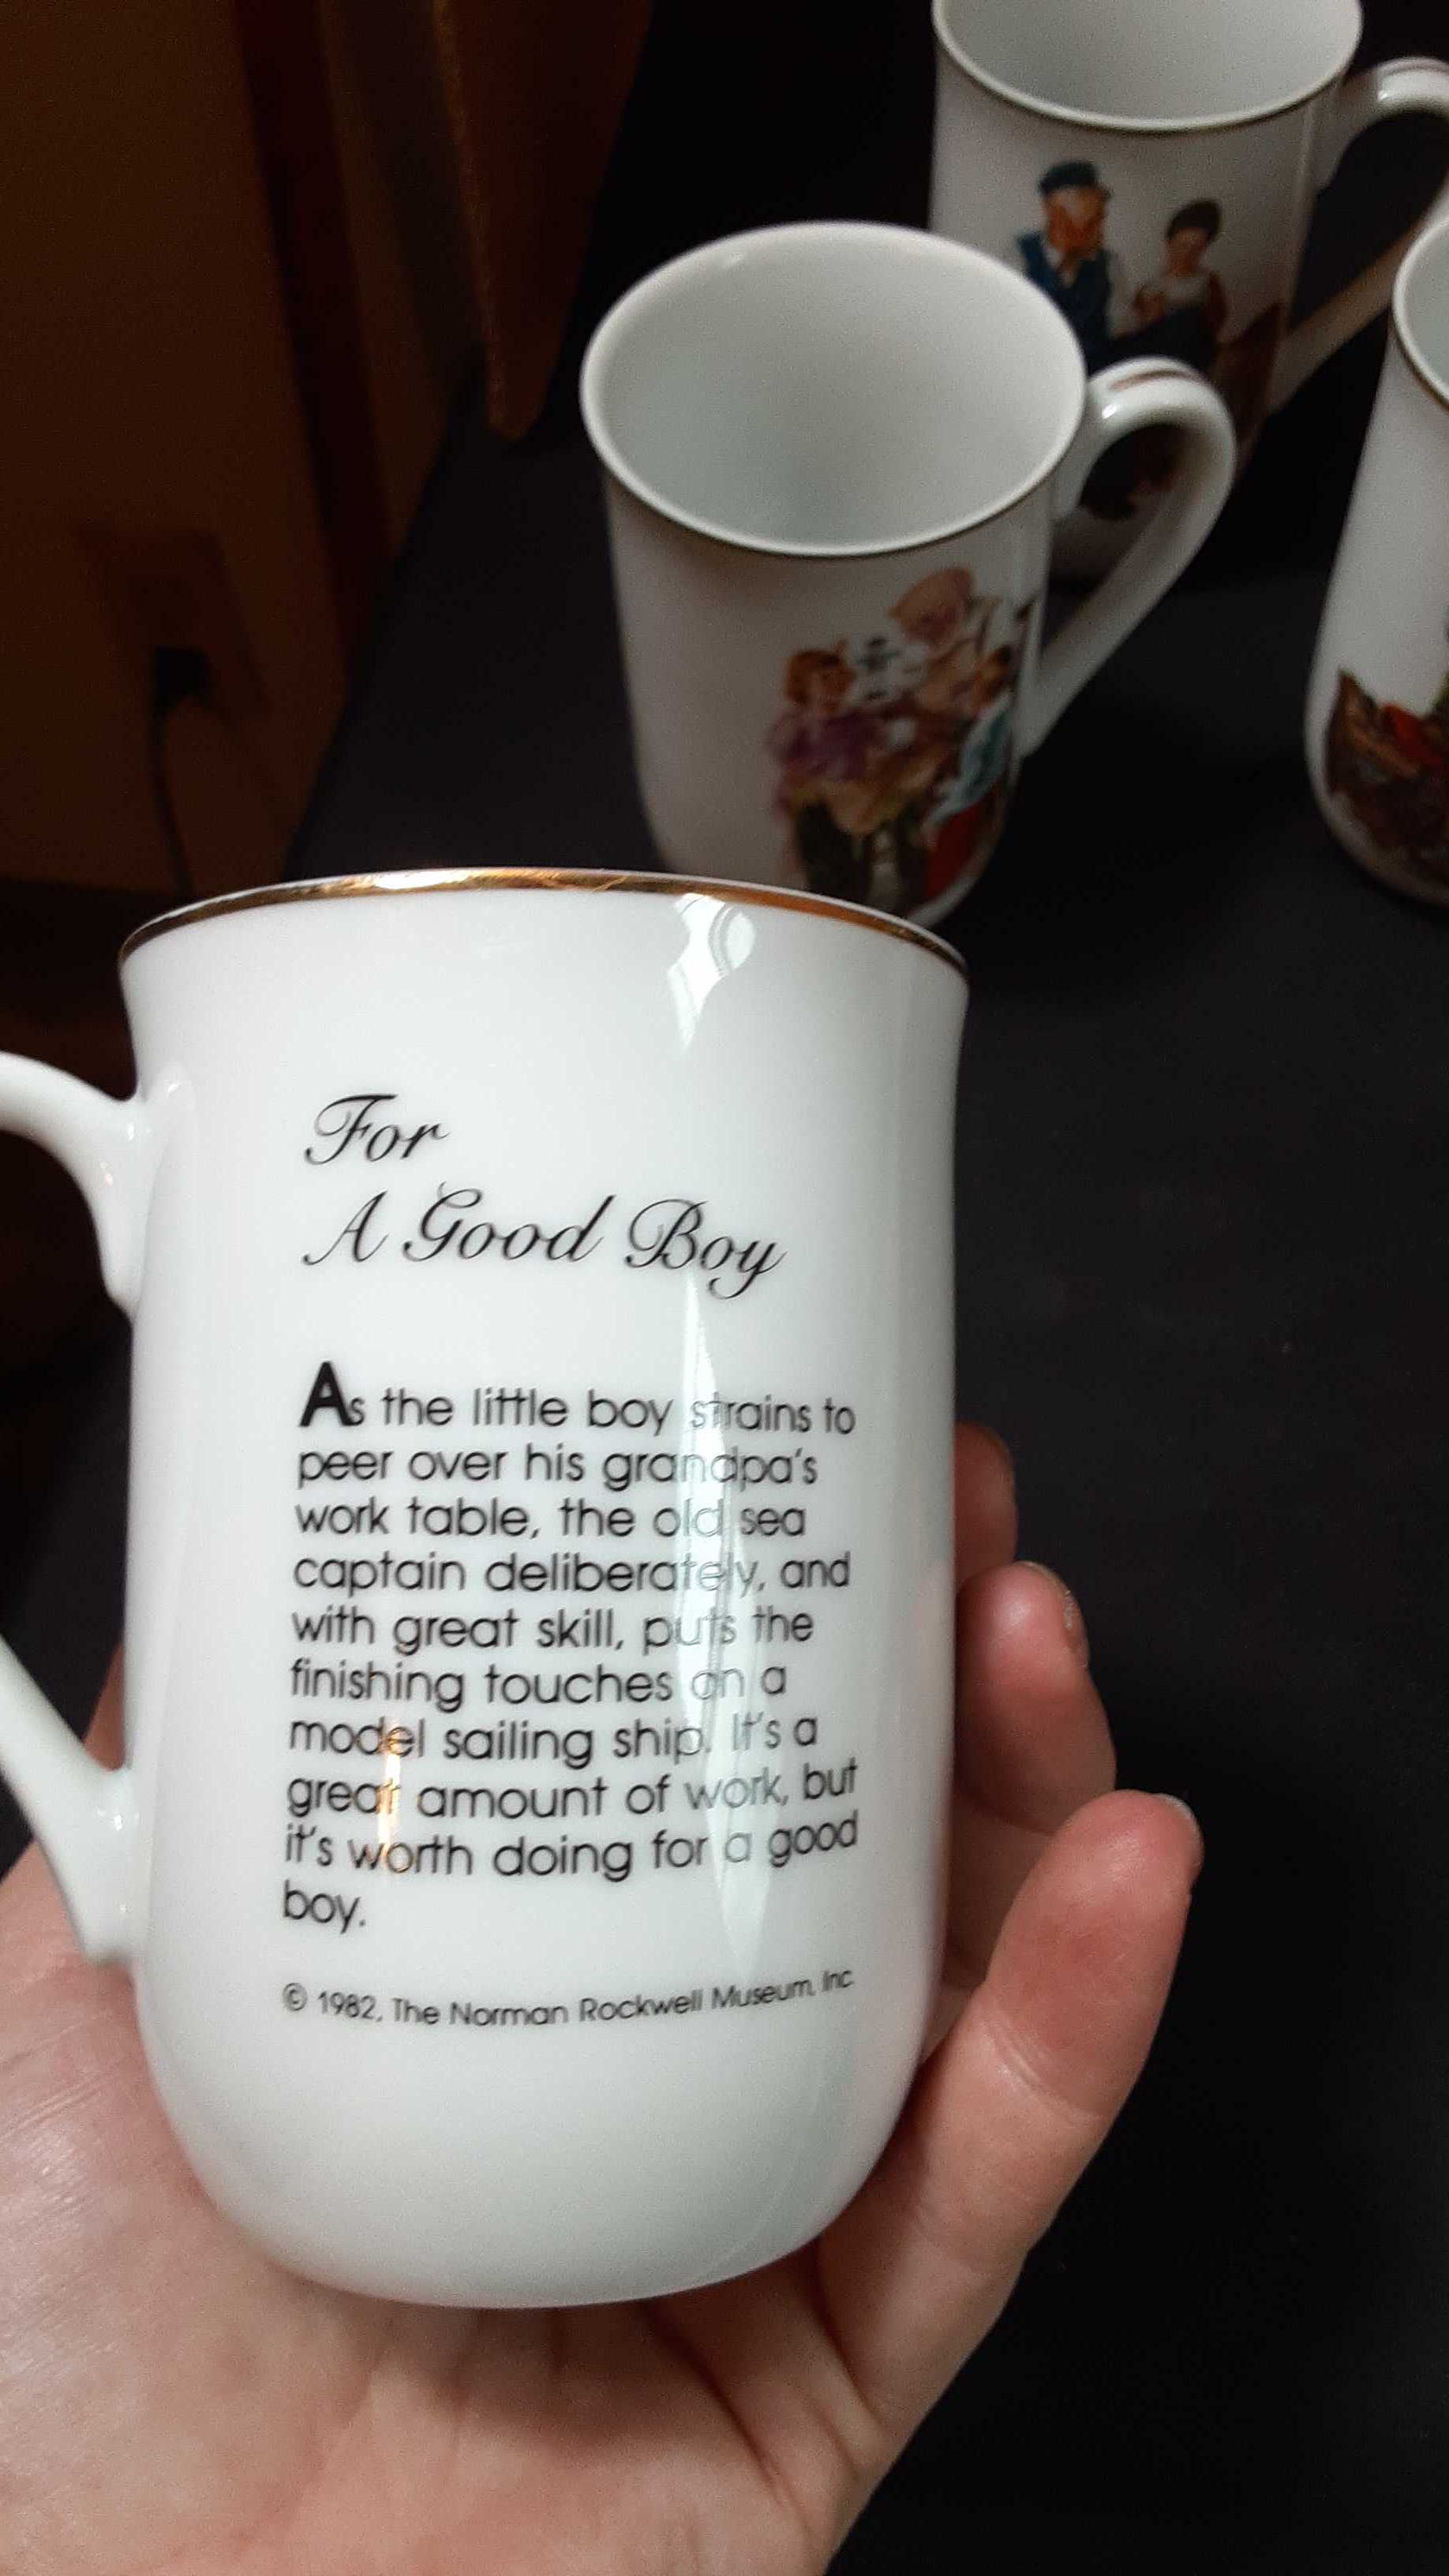 For
A Good Boy
As the little boy strains to
peer over his grandpa's
work table, the old sea
captain deliberately, and
with great skill, puts the
finishing touches on a
model sailing ship. It's a
great amount of work, but
it's worth doing for a good
boy.
© 1982, The Norman Rockwell Museum, Inc